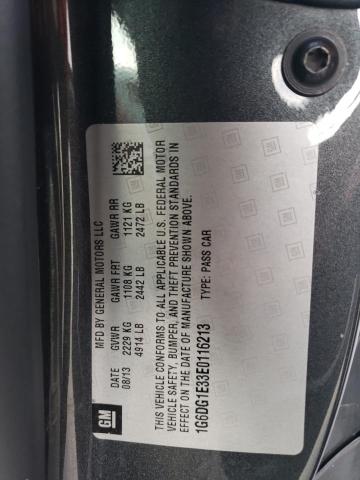 GM
MFD BY GENERAL MOTORS LLC
DATE GVWR GAWR FRT GAWR RR
08/13 2229 KG 1108 KG 1121 KG
4914 LB 2442 LB 2472 LB
THIS VEHICLE CONFORMS TO ALL APPLICABLE U.S. FEDERAL MOTOR
VEHICLE SAFETY, BUMPER, AND THEFT PREVENTION STANDARDS IN
EFFECT ON THE DATE OF MANUFACTURE SHOWN ABOVE.
1G6DG1E33E0116213 TYPE: PASS CAR